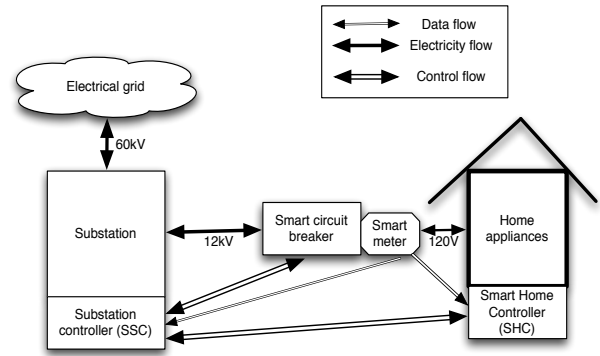 Data flow
Electricity flow
Control flow
Electrical grid
60kV
Substation
12kV
Smart circuit
breaker
Smart
meter
120V
Home
appliances
Substation
controller (SSC)
Smart Home
Controller
(SHC)